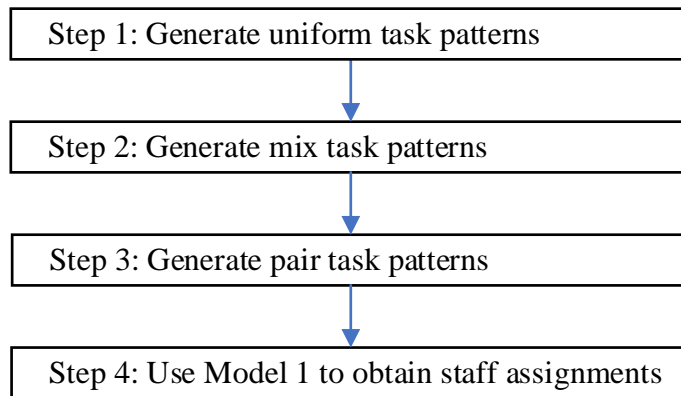 Step 1: Generate uniform task patterns
Step 2: Generate mix task patterns
Step 3: Generate pair task patterns
Step 4: Use Model 1 to obtain staff assignments